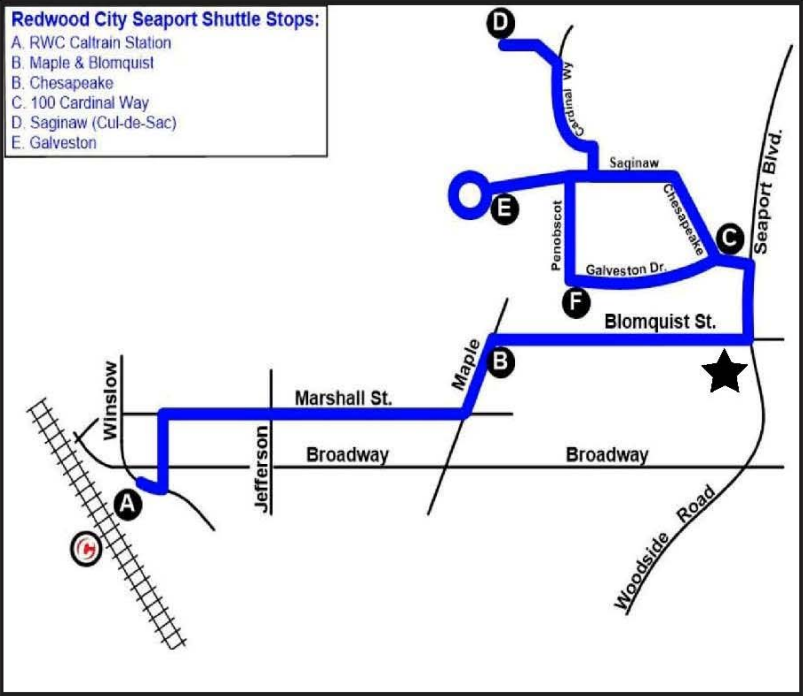 Redwood City Seaport Shuttle Stops:
A. RWC Caltrain Station
B. Maple & Blomquist
B. Chesapeake
C. 100 Cardinal Way
D. Saginaw (Cul-de-Sac)
E. Galveston
D
Cardinal Wy
Saginaw
Seaport Blvd.
E
Penobscot
Chesapeake
C
Galveston Dr.
F
Blomquist St.
Maple
B
Winslow
Marshall St.
Jefferson
Broadway
Broadway
A
C
Woodside Road